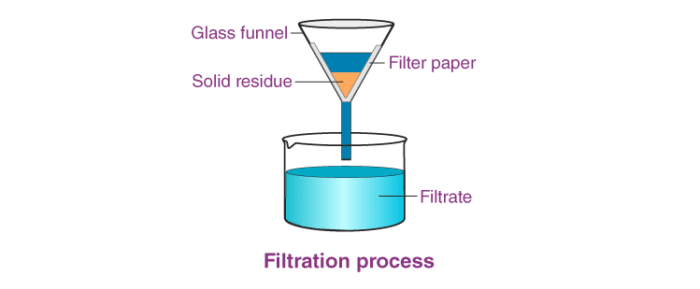 Glass funnel
Filter paper
Solid residue
Filtrate
Filtration process